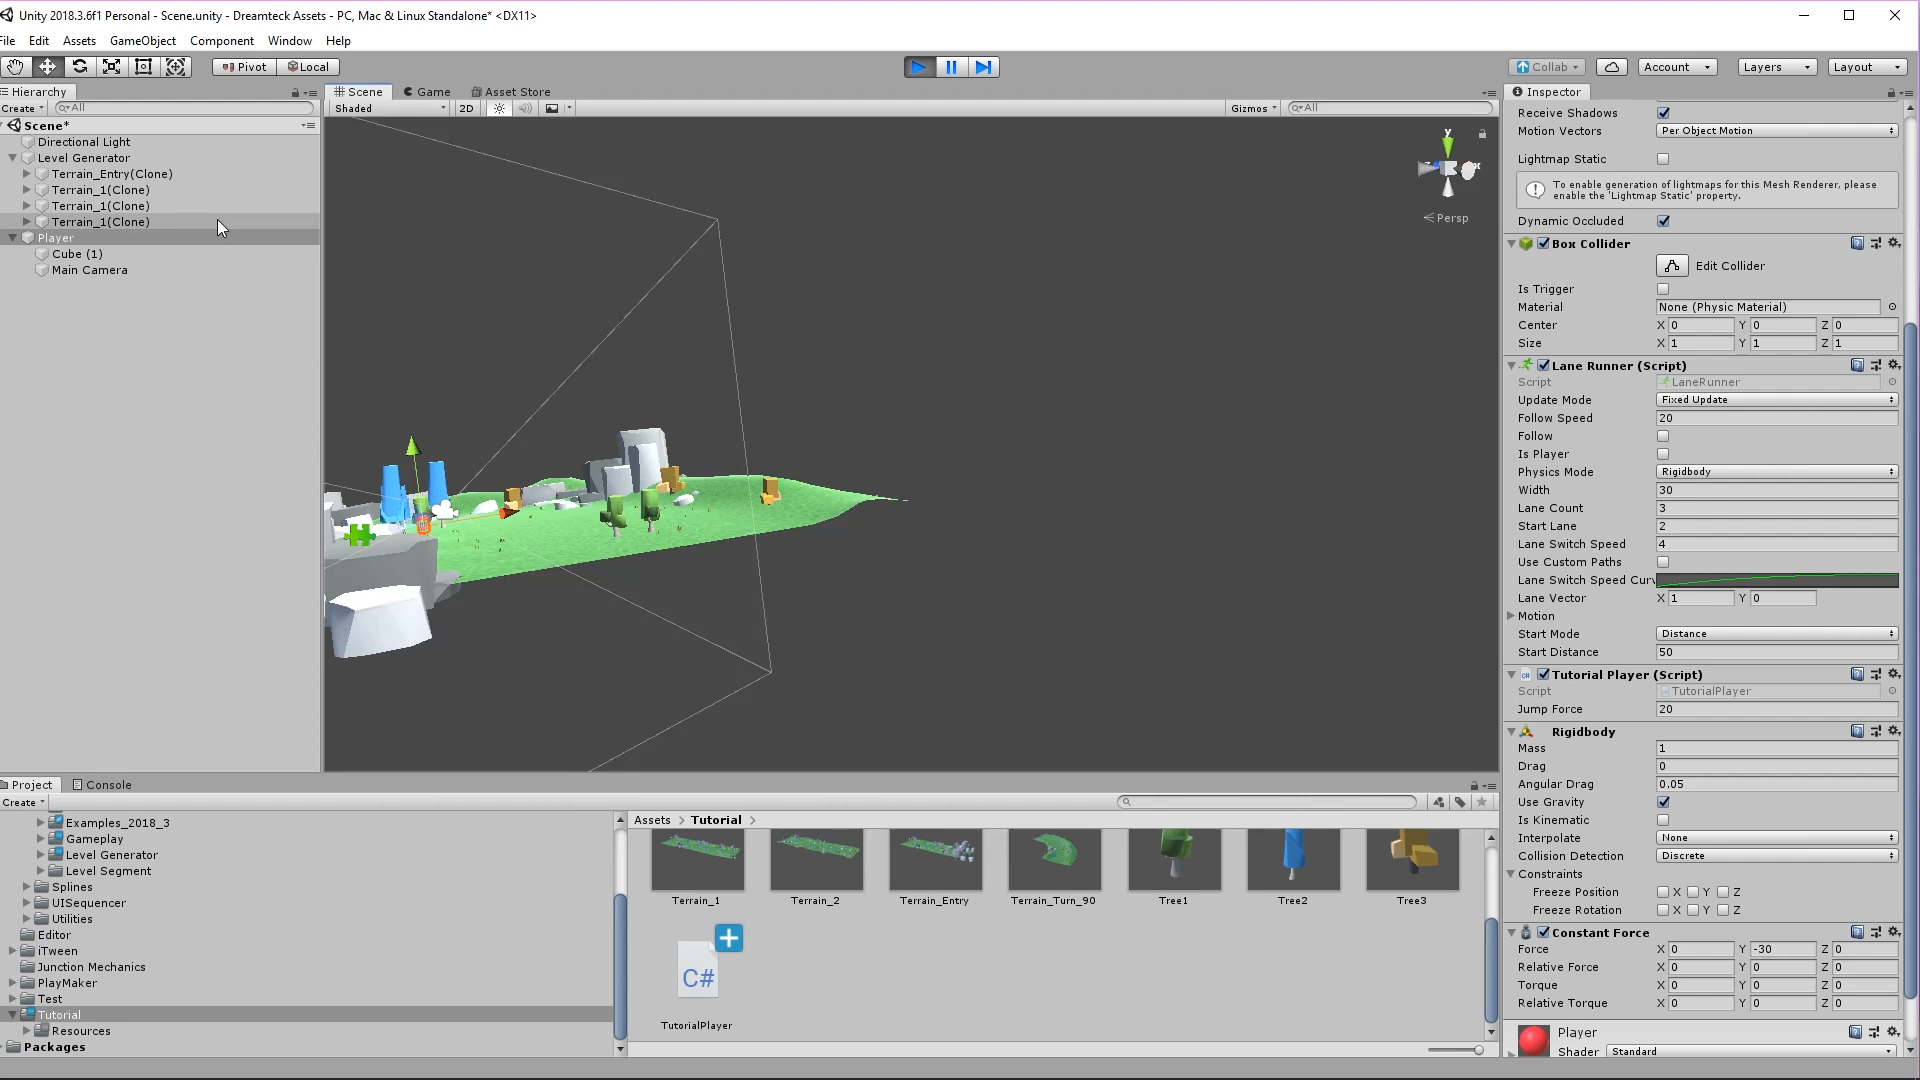 Unity 2018.3.6f1 Personal - Scene.unity - Dreamteck Assets - PC, Mac & Linux Standalone* <DX11>
File Edit Assets GameObject Component Window Help
Pivot Local
Collab Account Layers Layout
Hierarchy
Create All
Scene*
Directional Light
Level Generator
Terrain_Entry(Clone)
Terrain_1(Clone)
Terrain_1(Clone)
Terrain_1(Clone)
Player
Cube (1)
Main Camera
Scene Game Asset Store
Shaded 2D Gizmos All
y
x
Persp
Inspector
Receive Shadows
Motion Vectors Per Object Motion
Lightmap Static
To enable generation of lightmaps for this Mesh Renderer, please
enable the 'Lightmap Static' property.
Dynamic Occluded
Box Collider
Edit Collider
Is Trigger
Material None (Physic Material)
Center X 0 Y 0 Z 0
Size X 1 Y 1 Z 1
Lane Runner (Script)
Script LaneRunner
Update Mode Fixed Update
Follow Speed 20
Follow
Is Player
Physics Mode Rigidbody
Width 30
Lane Count 3
Start Lane 2
Lane Switch Speed 4
Use Custom Paths
Lane Switch Speed Curv
Lane Vector X 1 Y 0
Motion
Start Mode Distance
Start Distance 50
Tutorial Player (Script)
Script TutorialPlayer
Jump Force 20
Rigidbody
Mass 1
Drag 0
Angular Drag 0.05
Use Gravity
Is Kinematic
Interpolate None
Collision Detection Discrete
Constraints
Freeze Position X Y Z
Freeze Rotation X Y Z
Constant Force
Force X 0 Y -30 Z 0
Relative Force X 0 Y 0 Z 0
Torque X 0 Y 0 Z 0
Relative Torque X 0 Y 0 Z 0
Player
Shader Standard
Project Console
Create
Examples_2018_3
Gameplay
Level Generator
Level Segment
Splines
UISequencer
Utilities
Editor
iTween
Junction Mechanics
PlayMaker
Test
Tutorial
Resources
Packages
Assets > Tutorial >
Terrain_1 Terrain_2 Terrain_Entry Terrain_Turn_90 Tree1 Tree2 Tree3
C#
TutorialPlayer